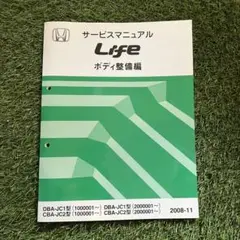 サービスマニュアル
Life
ボディ整備編
DBA-JC1型 (1000001〜) DBA-JC1型 (2000001〜)
CBA-JC2型 (1000001〜) CBA-JC2型 (2000001〜)
2008-11